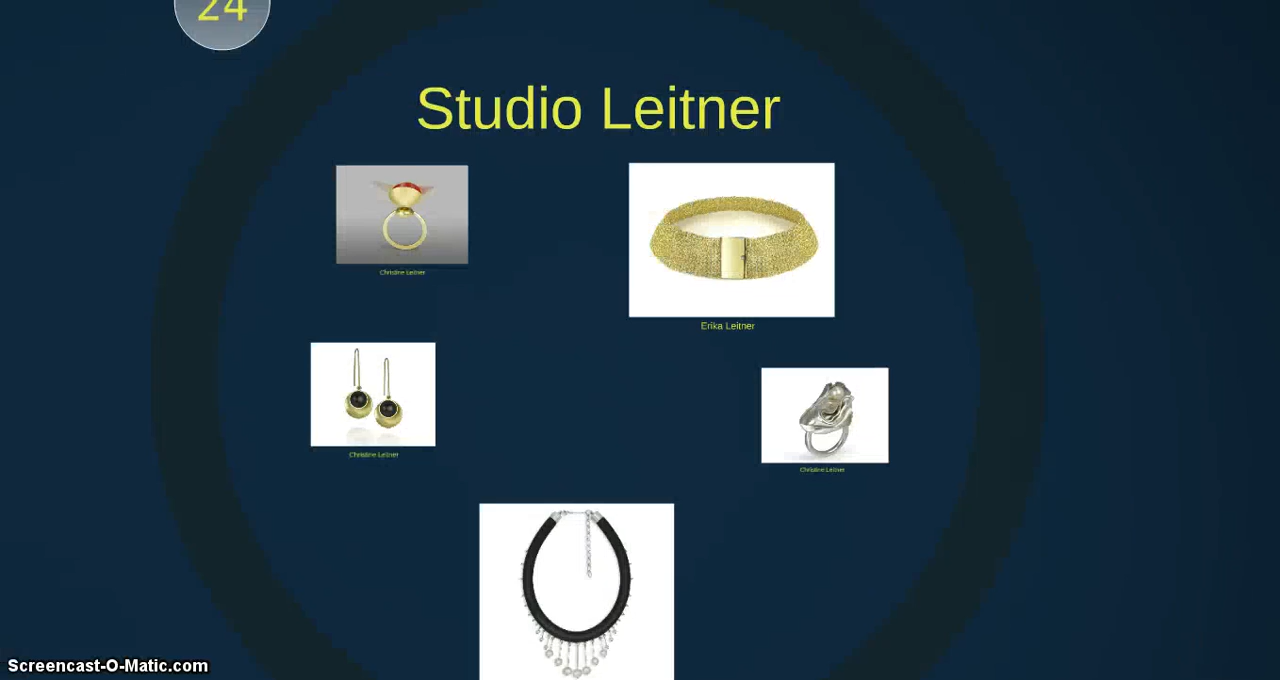 24
Studio Leitner
Christine Leitner
Erika Leitner
Christine Leitner
Christine Leitner
Screencast-O-Matic.com